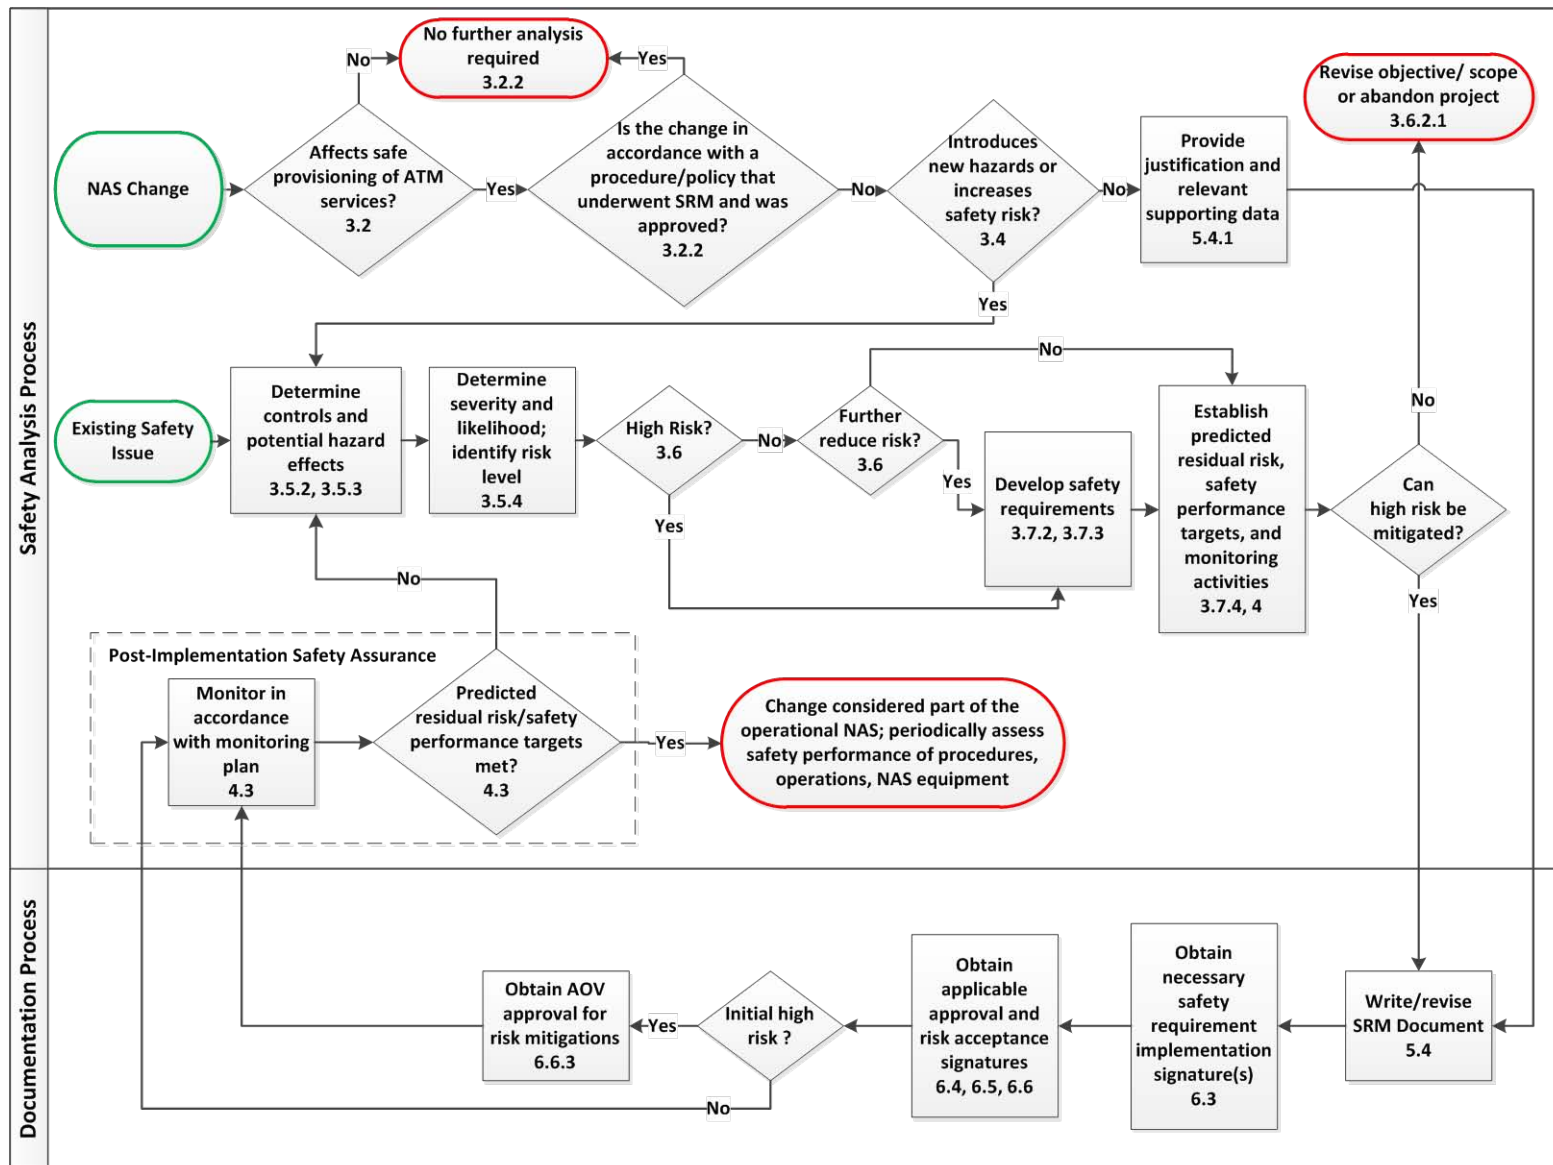 Safety Analysis Process
No further analysis
required
3.2.2
No
Yes
Revise objective/ scope
or abandon project
3.6.2.1
NAS Change
Affects safe
provisioning of ATM
services?
3.2
Yes
Is the change in
accordance with a
procedure/policy that
underwent SRM and was
approved?
3.2.2
No
Introduces
new hazards or
increases
safety risk?
3.4
No
Provide
justification and
relevant
supporting data
5.4.1
Yes
Existing Safety
Issue
Determine
controls and
potential hazard
effects
3.5.2, 3.5.3
Determine
severity and
likelihood;
identify risk
level
3.5.4
High Risk?
3.6
No
Further
reduce risk?
3.6
No
Yes
Yes
Develop safety
requirements
3.7.2, 3.7.3
Establish
predicted
residual risk,
safety
performance
targets, and
monitoring
activities
3.7.4, 4
No
Can
high risk be
mitigated?
Yes
No
Post-Implementation Safety Assurance
Monitor in
accordance
with monitoring
plan
4.3
Predicted
residual risk/safety
performance targets
met?
4.3
Yes
Change considered part of the
operational NAS; periodically assess
safety performance of procedures,
operations, NAS equipment
Documentation Process
Obtain AOV
approval for
risk mitigations
6.6.3
Yes
Initial high
risk ?
No
Obtain
applicable
approval and
risk acceptance
signatures
6.4, 6.5, 6.6
Obtain
necessary
safety
requirement
implementation
signature(s)
6.3
Write/revise
SRM Document
5.4